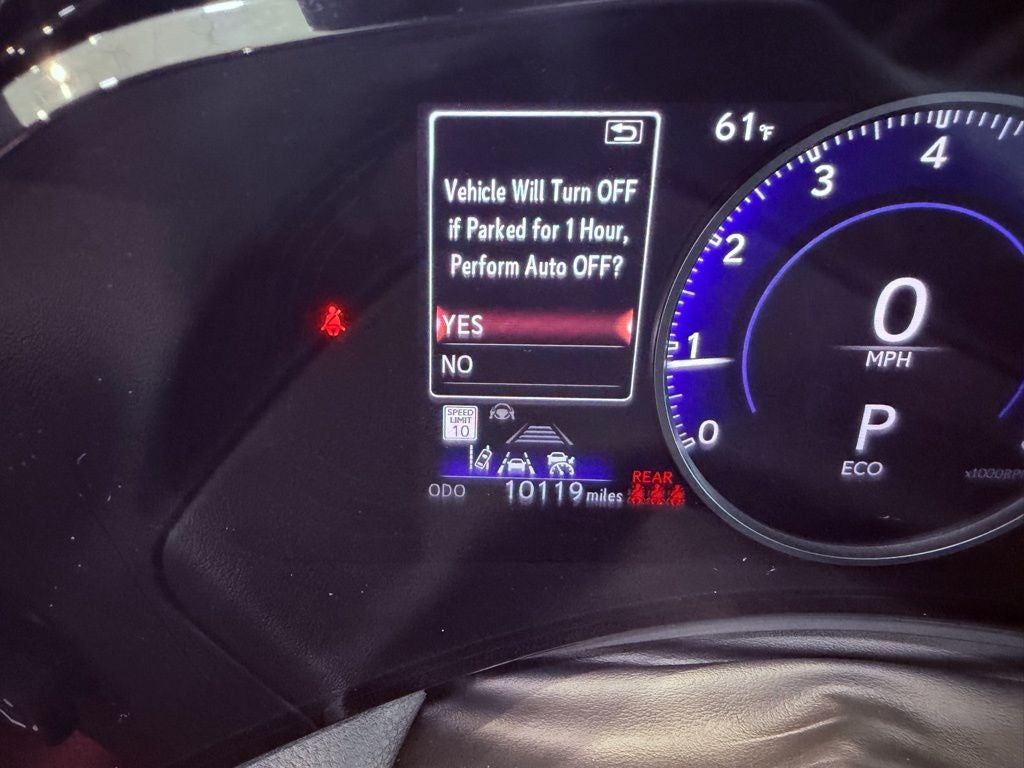 61°F
Vehicle Will Turn OFF
if Parked for 1 Hour,
Perform Auto OFF?
YES
NO
4
3
2
1
0
0
MPH
P
ECO
SPEED
LIMIT
10
REAR
ODO 10119 miles